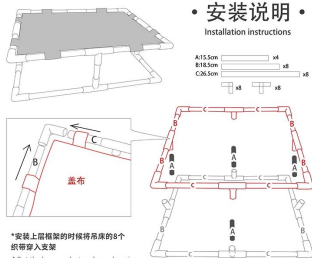 • 安装说明 •
Installation instructions
A:15.5cm x4
B:18.5cm x8
C:26.5cm x8
x8 x8
C C
B B
A A
A A
C C
B C
盖布
C C
B B
C C
*安装上层框架的时候将吊床的8个
织带穿入支架